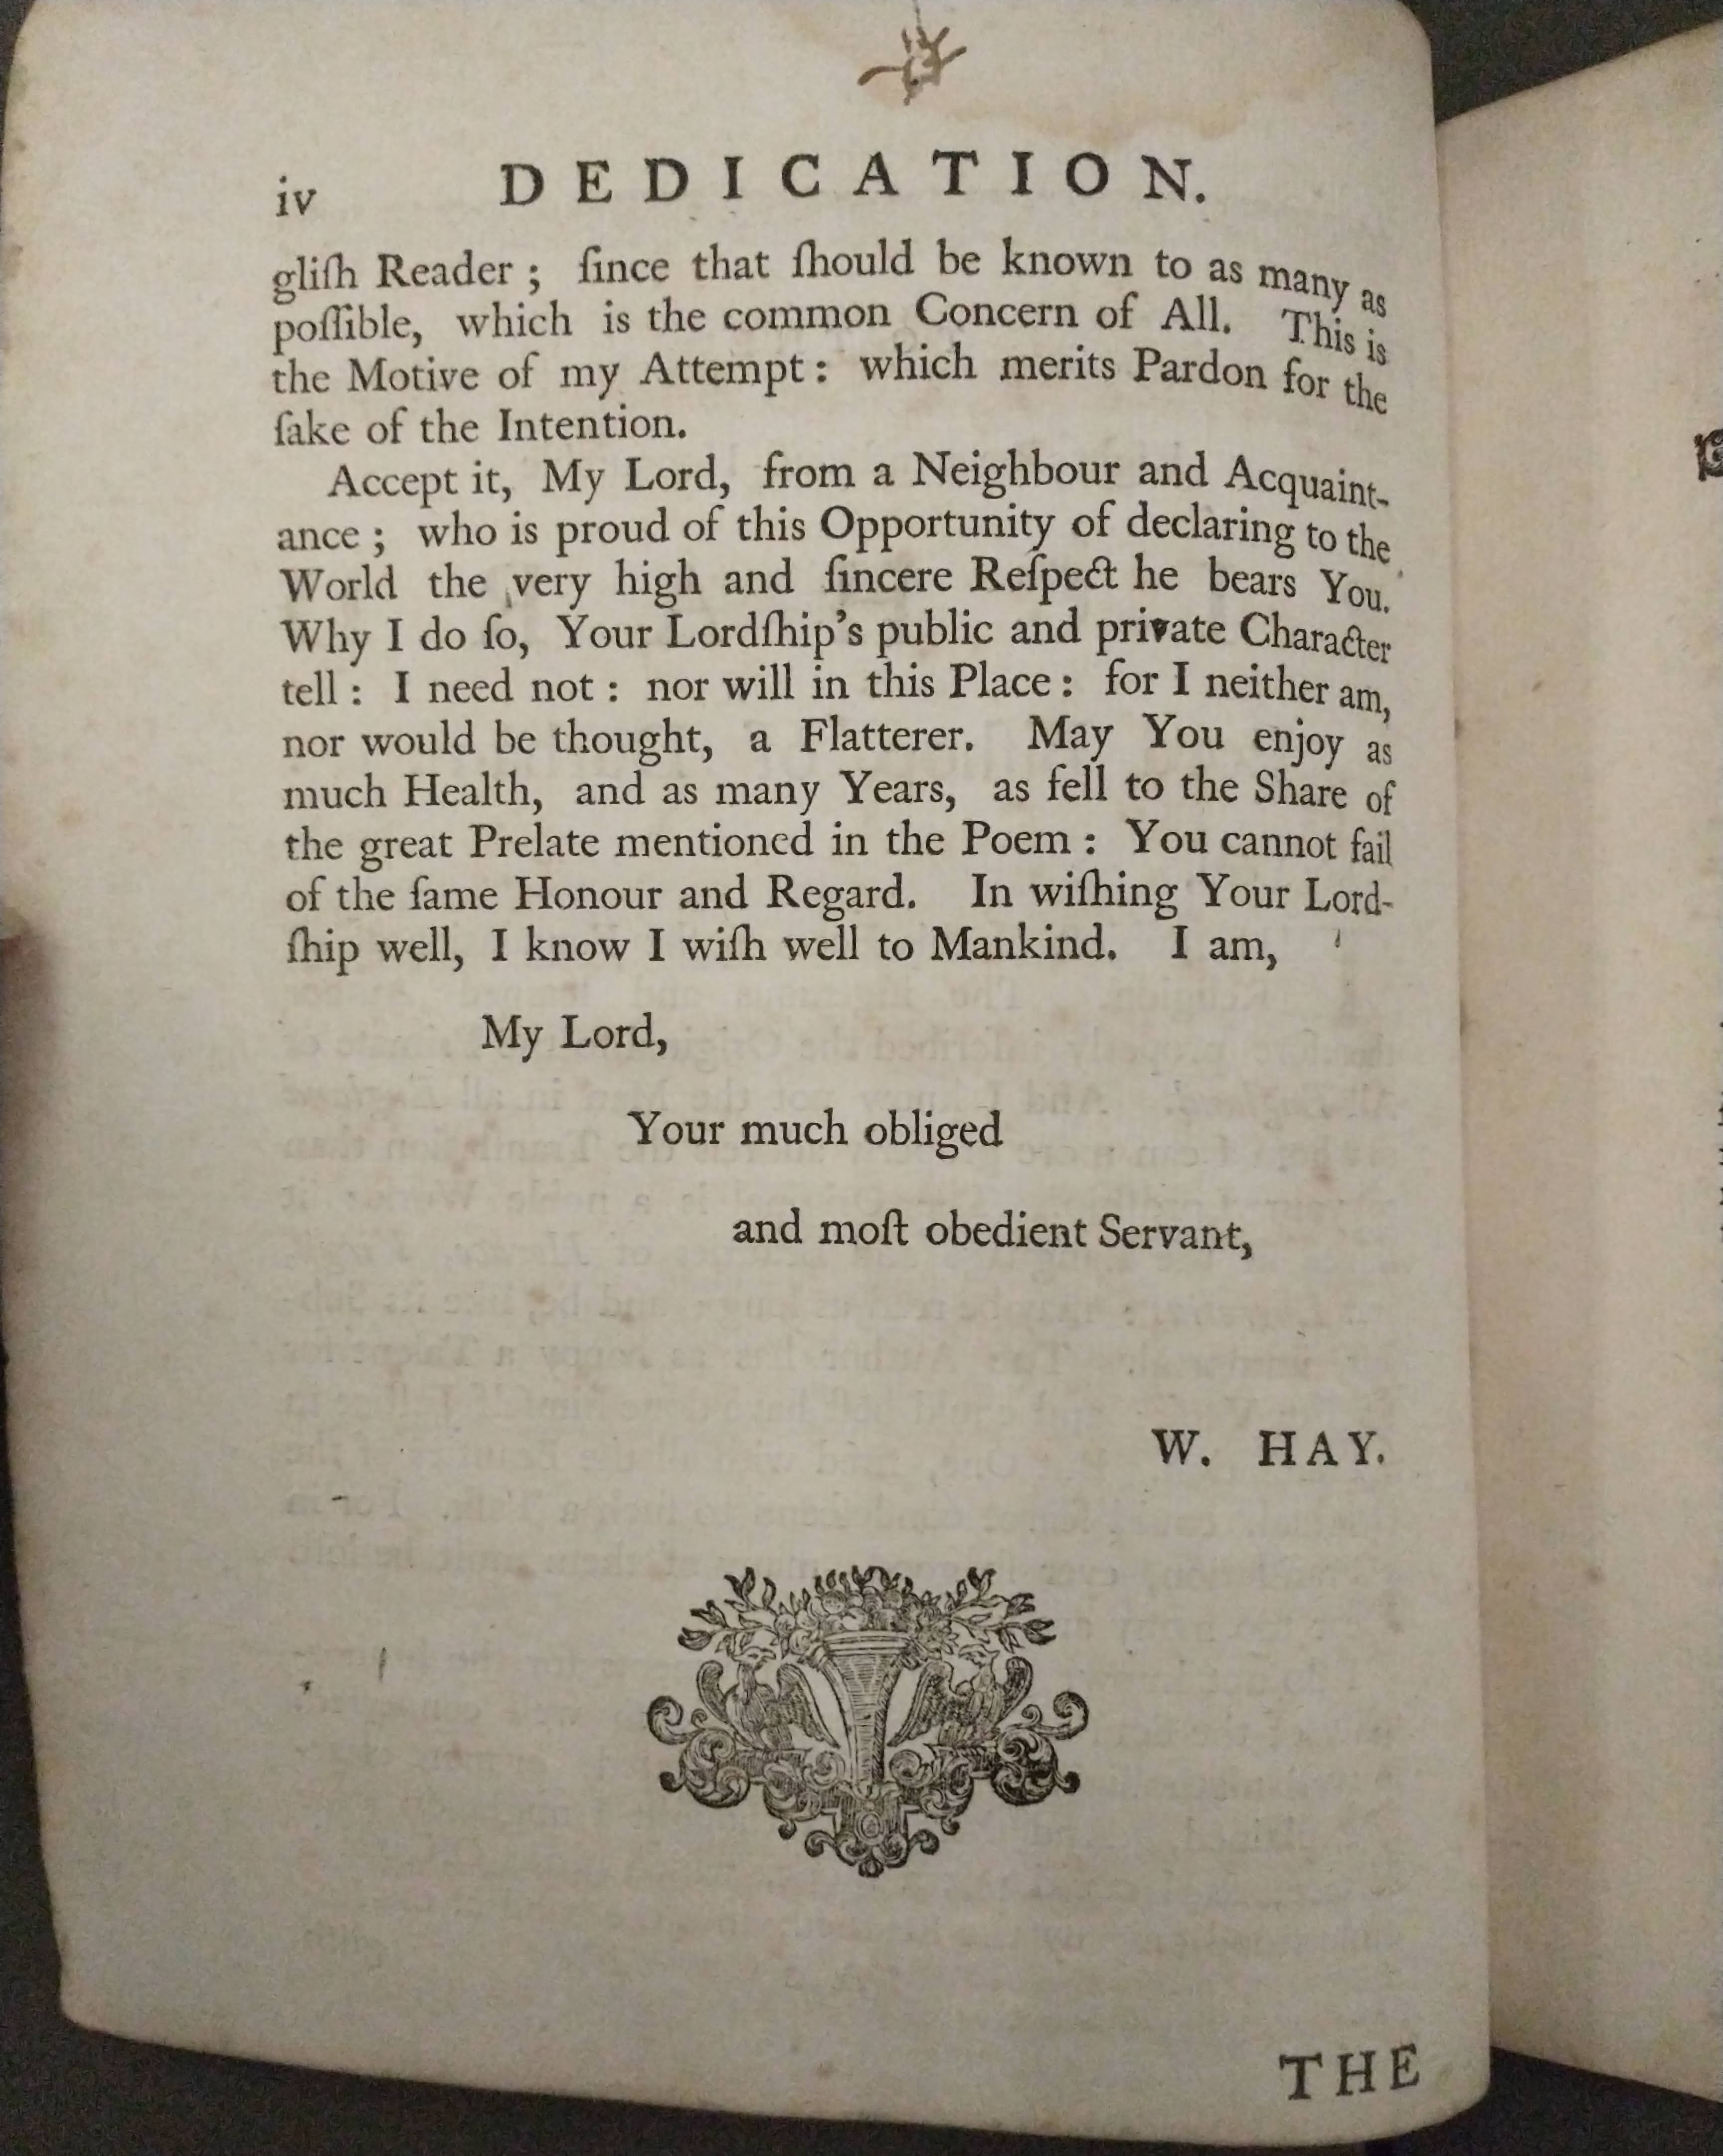 iv DEDICATION.
gliſh Reader ; ſince that ſhould be known to as many as
poſſible, which is the common Concern of All. This is
the Motive of my Attempt : which merits Pardon for the
ſake of the Intention.
Accept it, My Lord, from a Neighbour and Acquaint-
ance ; who is proud of this Opportunity of declaring to the
World the very high and ſincere Reſpect he bears You.
Why I do ſo, Your Lordſhip's public and private Character
tell : I need not : nor will in this Place : for I neither am,
nor would be thought, a Flatterer. May You enjoy as
much Health, and as many Years, as fell to the Share of
the great Prelate mentioned in the Poem : You cannot fail
of the ſame Honour and Regard. In wiſhing Your Lord-
ſhip well, I know I wiſh well to Mankind. I am,
My Lord,
Your much obliged
and moſt obedient Servant,
W. HAY.
THE